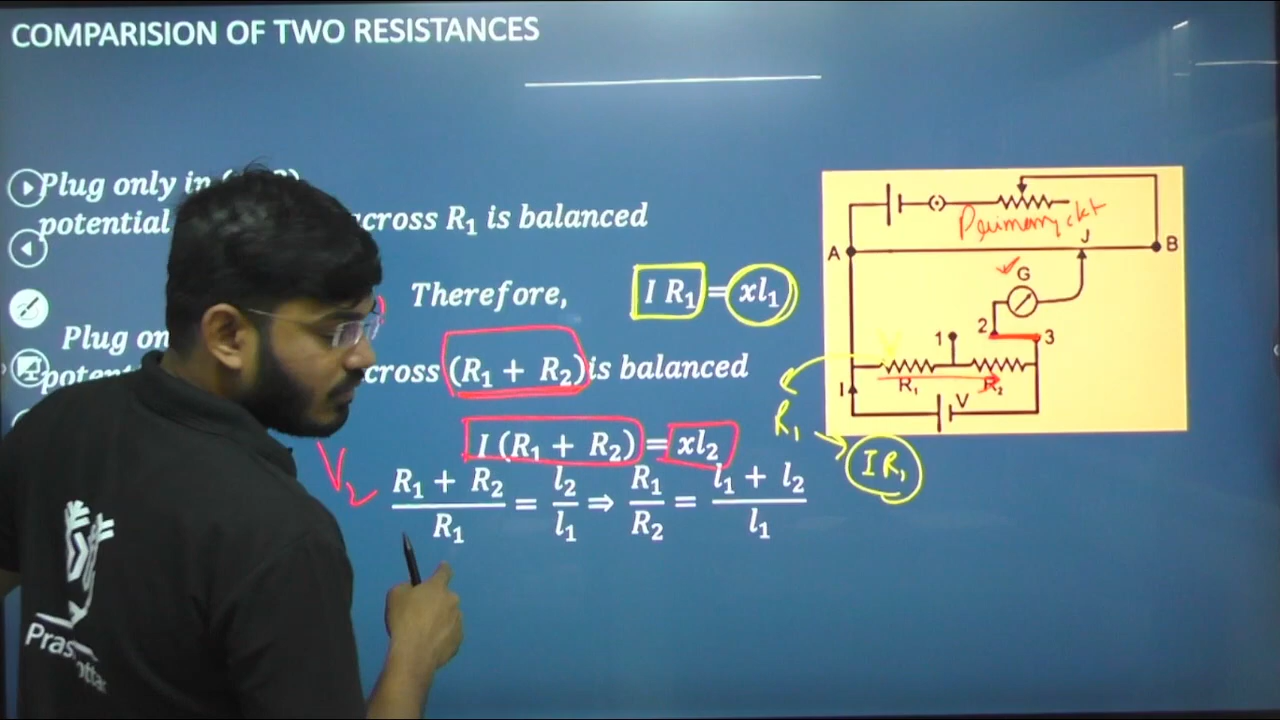 COMPARISION OF TWO RESISTANCES
Plug only in
potential across R₁ is balanced
Therefore, I R₁ = xl₁
Plug on
potent cross (R₁ + R₂) is balanced
I (R₁ + R₂) = xl₂
V₂
(R₁ + R₂)/R₁ = l₂/l₁ ⇒ R₁/R₂ = (l₁ + l₂)/l₁
Primary ckt
A J B
G
1 2 3
R₁ R₂
I V
R₁
I R₁
Pras
ottar